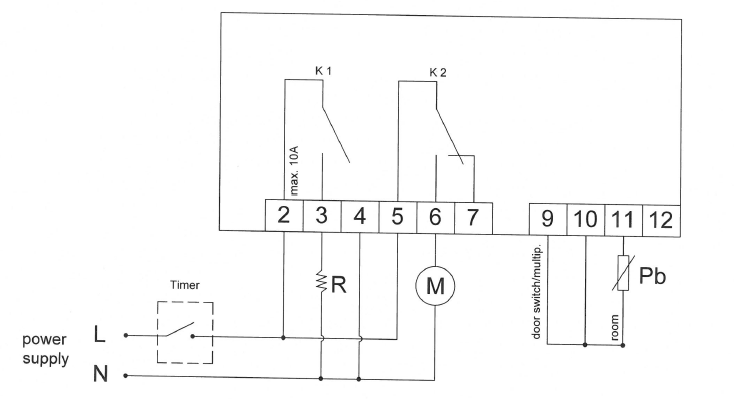 K 1
K 2
max. 10A
2 3 4 5 6 7
9 10 11 12
door switch/multip.
room
R
M
Pb
Timer
power
supply
L
N